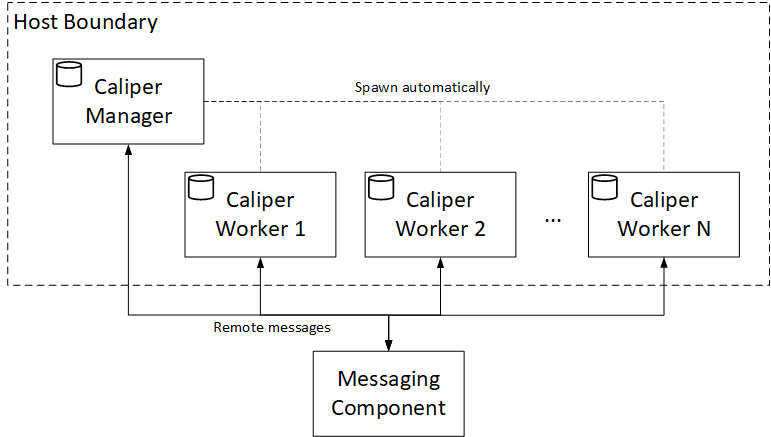 Host Boundary
Caliper
Manager
Spawn automatically
Caliper
Worker 1
Caliper
Worker 2
...
Caliper
Worker N
Remote messages
Messaging
Component